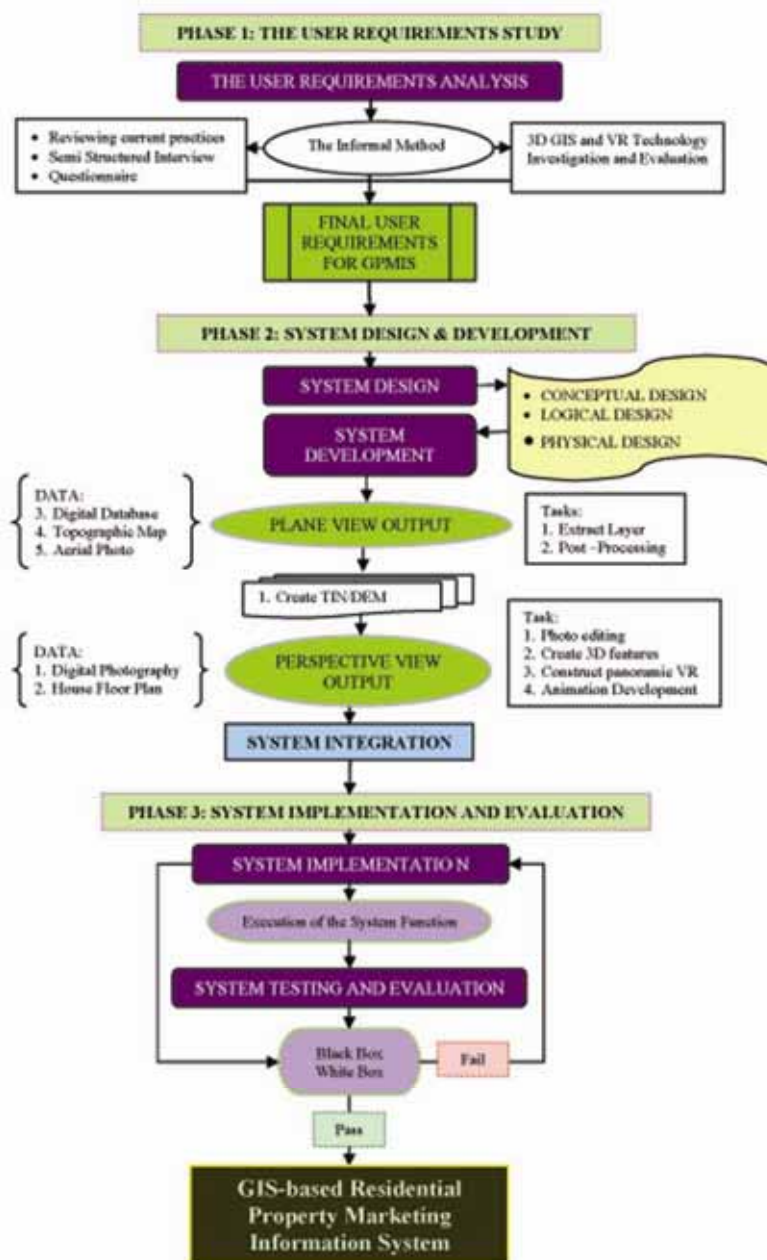 PHASE 1: THE USER REQUIREMENTS STUDY
THE USER REQUIREMENTS ANALYSIS
• Reviewing current practices
• Semi Structured Interview
• Questionnaire
The Informal Method
3D GIS and VR Technology
Investigation and Evaluation
FINAL USER
REQUIREMENTS
FOR GPMIS
PHASE 2: SYSTEM DESIGN & DEVELOPMENT
SYSTEM DESIGN
• CONCEPTUAL DESIGN
• LOGICAL DESIGN
• PHYSICAL DESIGN
SYSTEM
DEVELOPMENT
DATA:
3. Digital Database
4. Topographic Map
5. Aerial Photo
PLANE VIEW OUTPUT
Tasks:
1. Extract Layer
2. Post -Processing
1. Create TIN/DEM
DATA:
1. Digital Photography
2. House Floor Plan
PERSPECTIVE VIEW
OUTPUT
Task:
1. Photo editing
2. Create 3D features
3. Construct panoramic VR
4. Animation Development
SYSTEM INTEGRATION
PHASE 3: SYSTEM IMPLEMENTATION AND EVALUATION
SYSTEM IMPLEMENTATIO N
Execution of the System Function
SYSTEM TESTING AND EVALUATION
Black Box
White Box
Fail
Pass
GIS-based Residential
Property Marketing
Information System